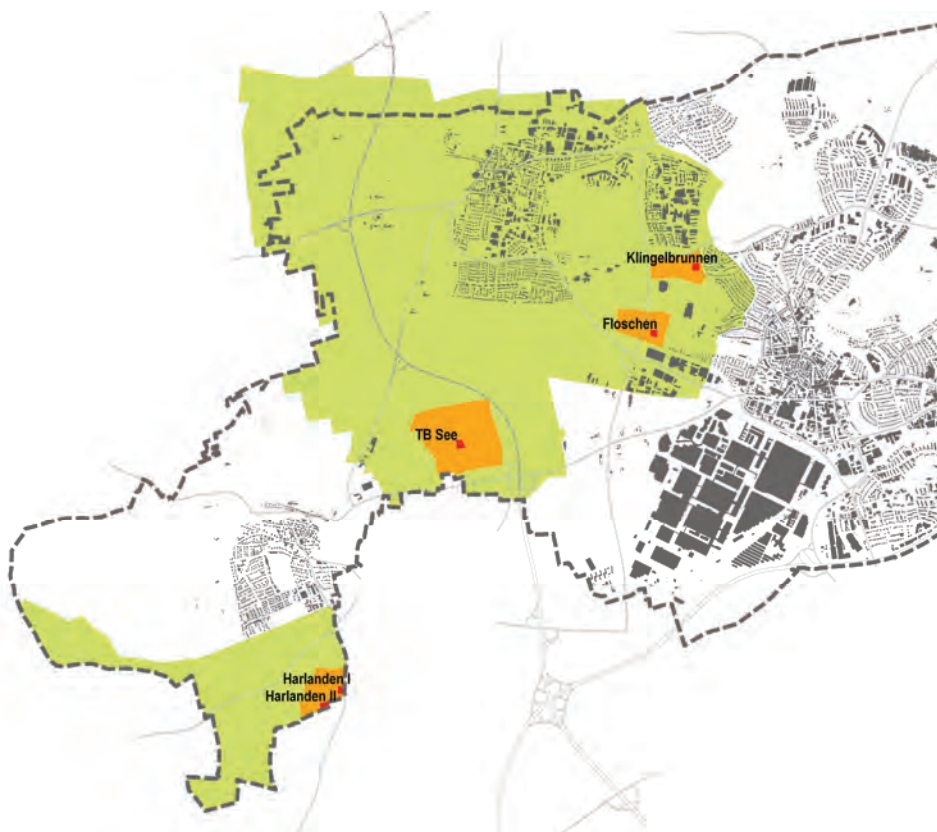 Klingelbrunnen
Floschen
TB See
Harlanden I
Harlanden II